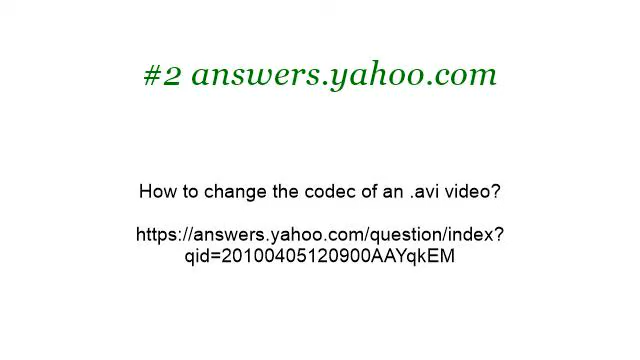 #2 answers.yahoo.com
How to change the codec of an .avi video?
https://answers.yahoo.com/question/index?
qid=20100405120900AAYqkEM